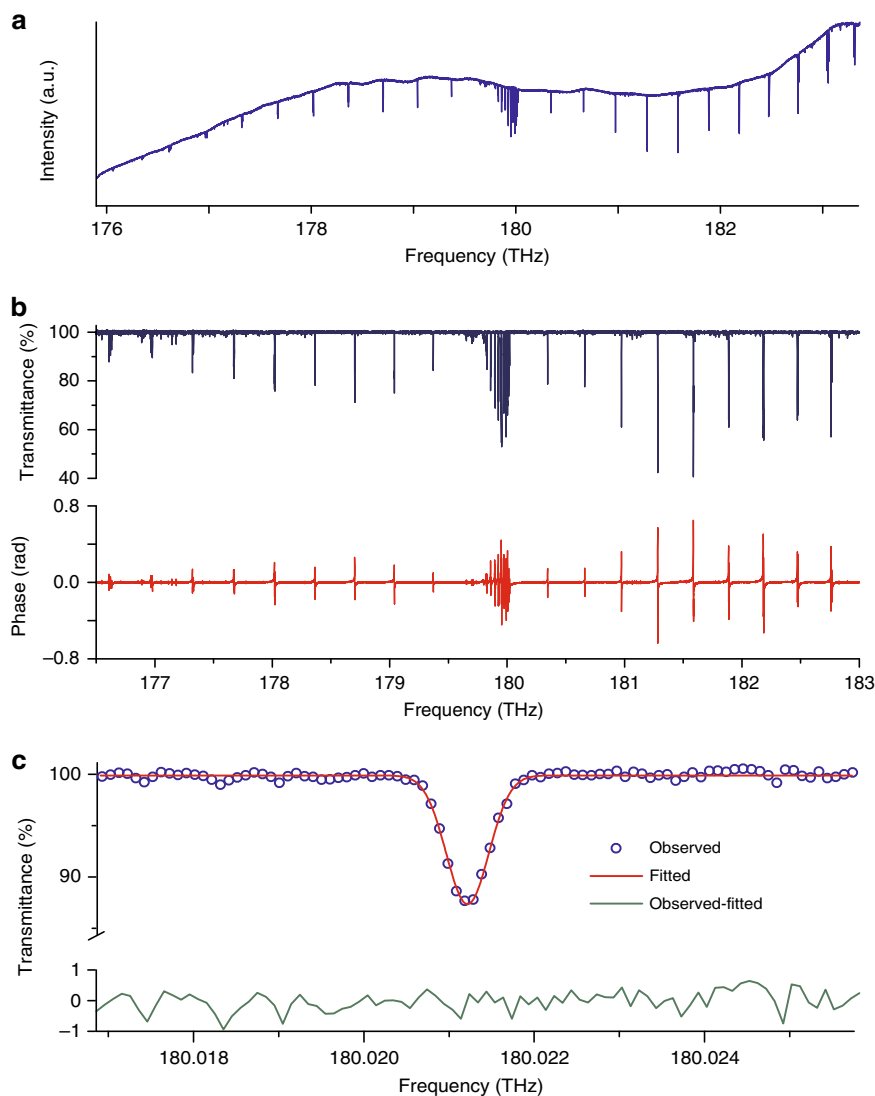 a
Intensity (a.u.)
176 178 180 182
Frequency (THz)
b
100
80
60
40
Transmittance (%)
0.8
0.0
–0.8
Phase (rad)
177 178 179 180 181 182 183
Frequency (THz)
c
100
90
Transmittance (%)
Observed
Fitted
Observed-fitted
1
0
–1
180.018 180.020 180.022 180.024
Frequency (THz)